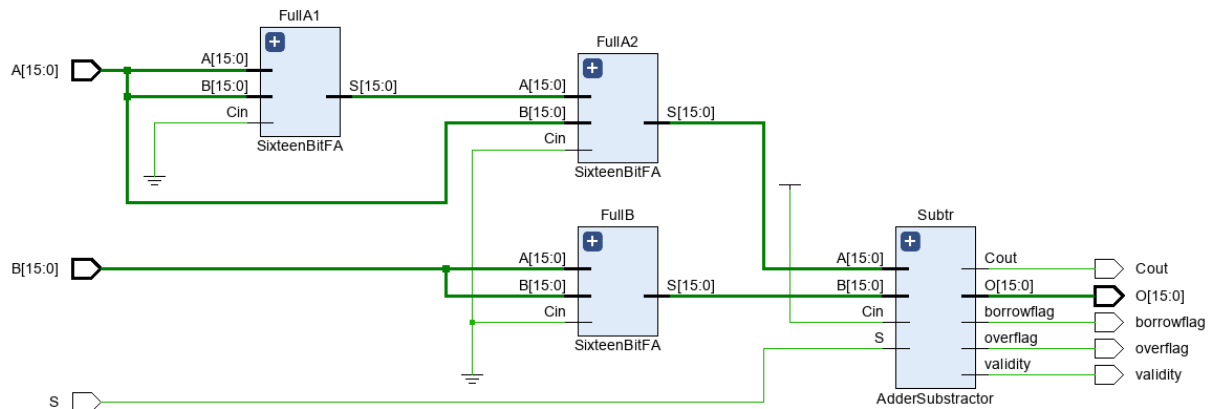 FullA1
A[15:0]
A[15:0]
B[15:0]
S[15:0]
Cin
SixteenBitFA
FullA2
A[15:0]
B[15:0]
S[15:0]
Cin
SixteenBitFA
FullB
B[15:0]
A[15:0]
B[15:0]
S[15:0]
Cin
SixteenBitFA
Subtr
A[15:0]
B[15:0]
Cin
S
Cout
O[15:0]
borrowflag
overflag
validity
AdderSubstractor
Cout
O[15:0]
borrowflag
overflag
validity
S